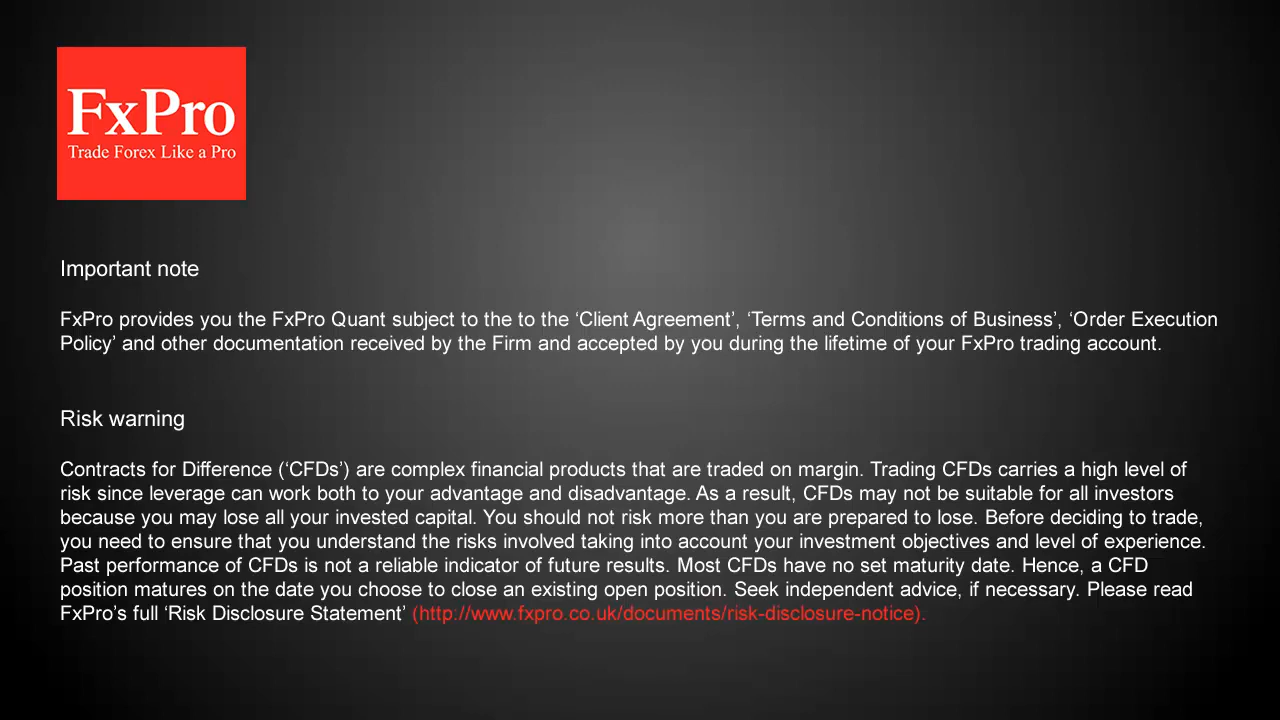 FxPro
Trade Forex Like a Pro
Important note
FxPro provides you the FxPro Quant subject to the to the ‘Client Agreement’, ‘Terms and Conditions of Business’, ‘Order Execution
Policy’ and other documentation received by the Firm and accepted by you during the lifetime of your FxPro trading account.
Risk warning
Contracts for Difference (‘CFDs’) are complex financial products that are traded on margin. Trading CFDs carries a high level of
risk since leverage can work both to your advantage and disadvantage. As a result, CFDs may not be suitable for all investors
because you may lose all your invested capital. You should not risk more than you are prepared to lose. Before deciding to trade,
you need to ensure that you understand the risks involved taking into account your investment objectives and level of experience.
Past performance of CFDs is not a reliable indicator of future results. Most CFDs have no set maturity date. Hence, a CFD
position matures on the date you choose to close an existing open position. Seek independent advice, if necessary. Please read
FxPro’s full ‘Risk Disclosure Statement’ (http://www.fxpro.co.uk/documents/risk-disclosure-notice).